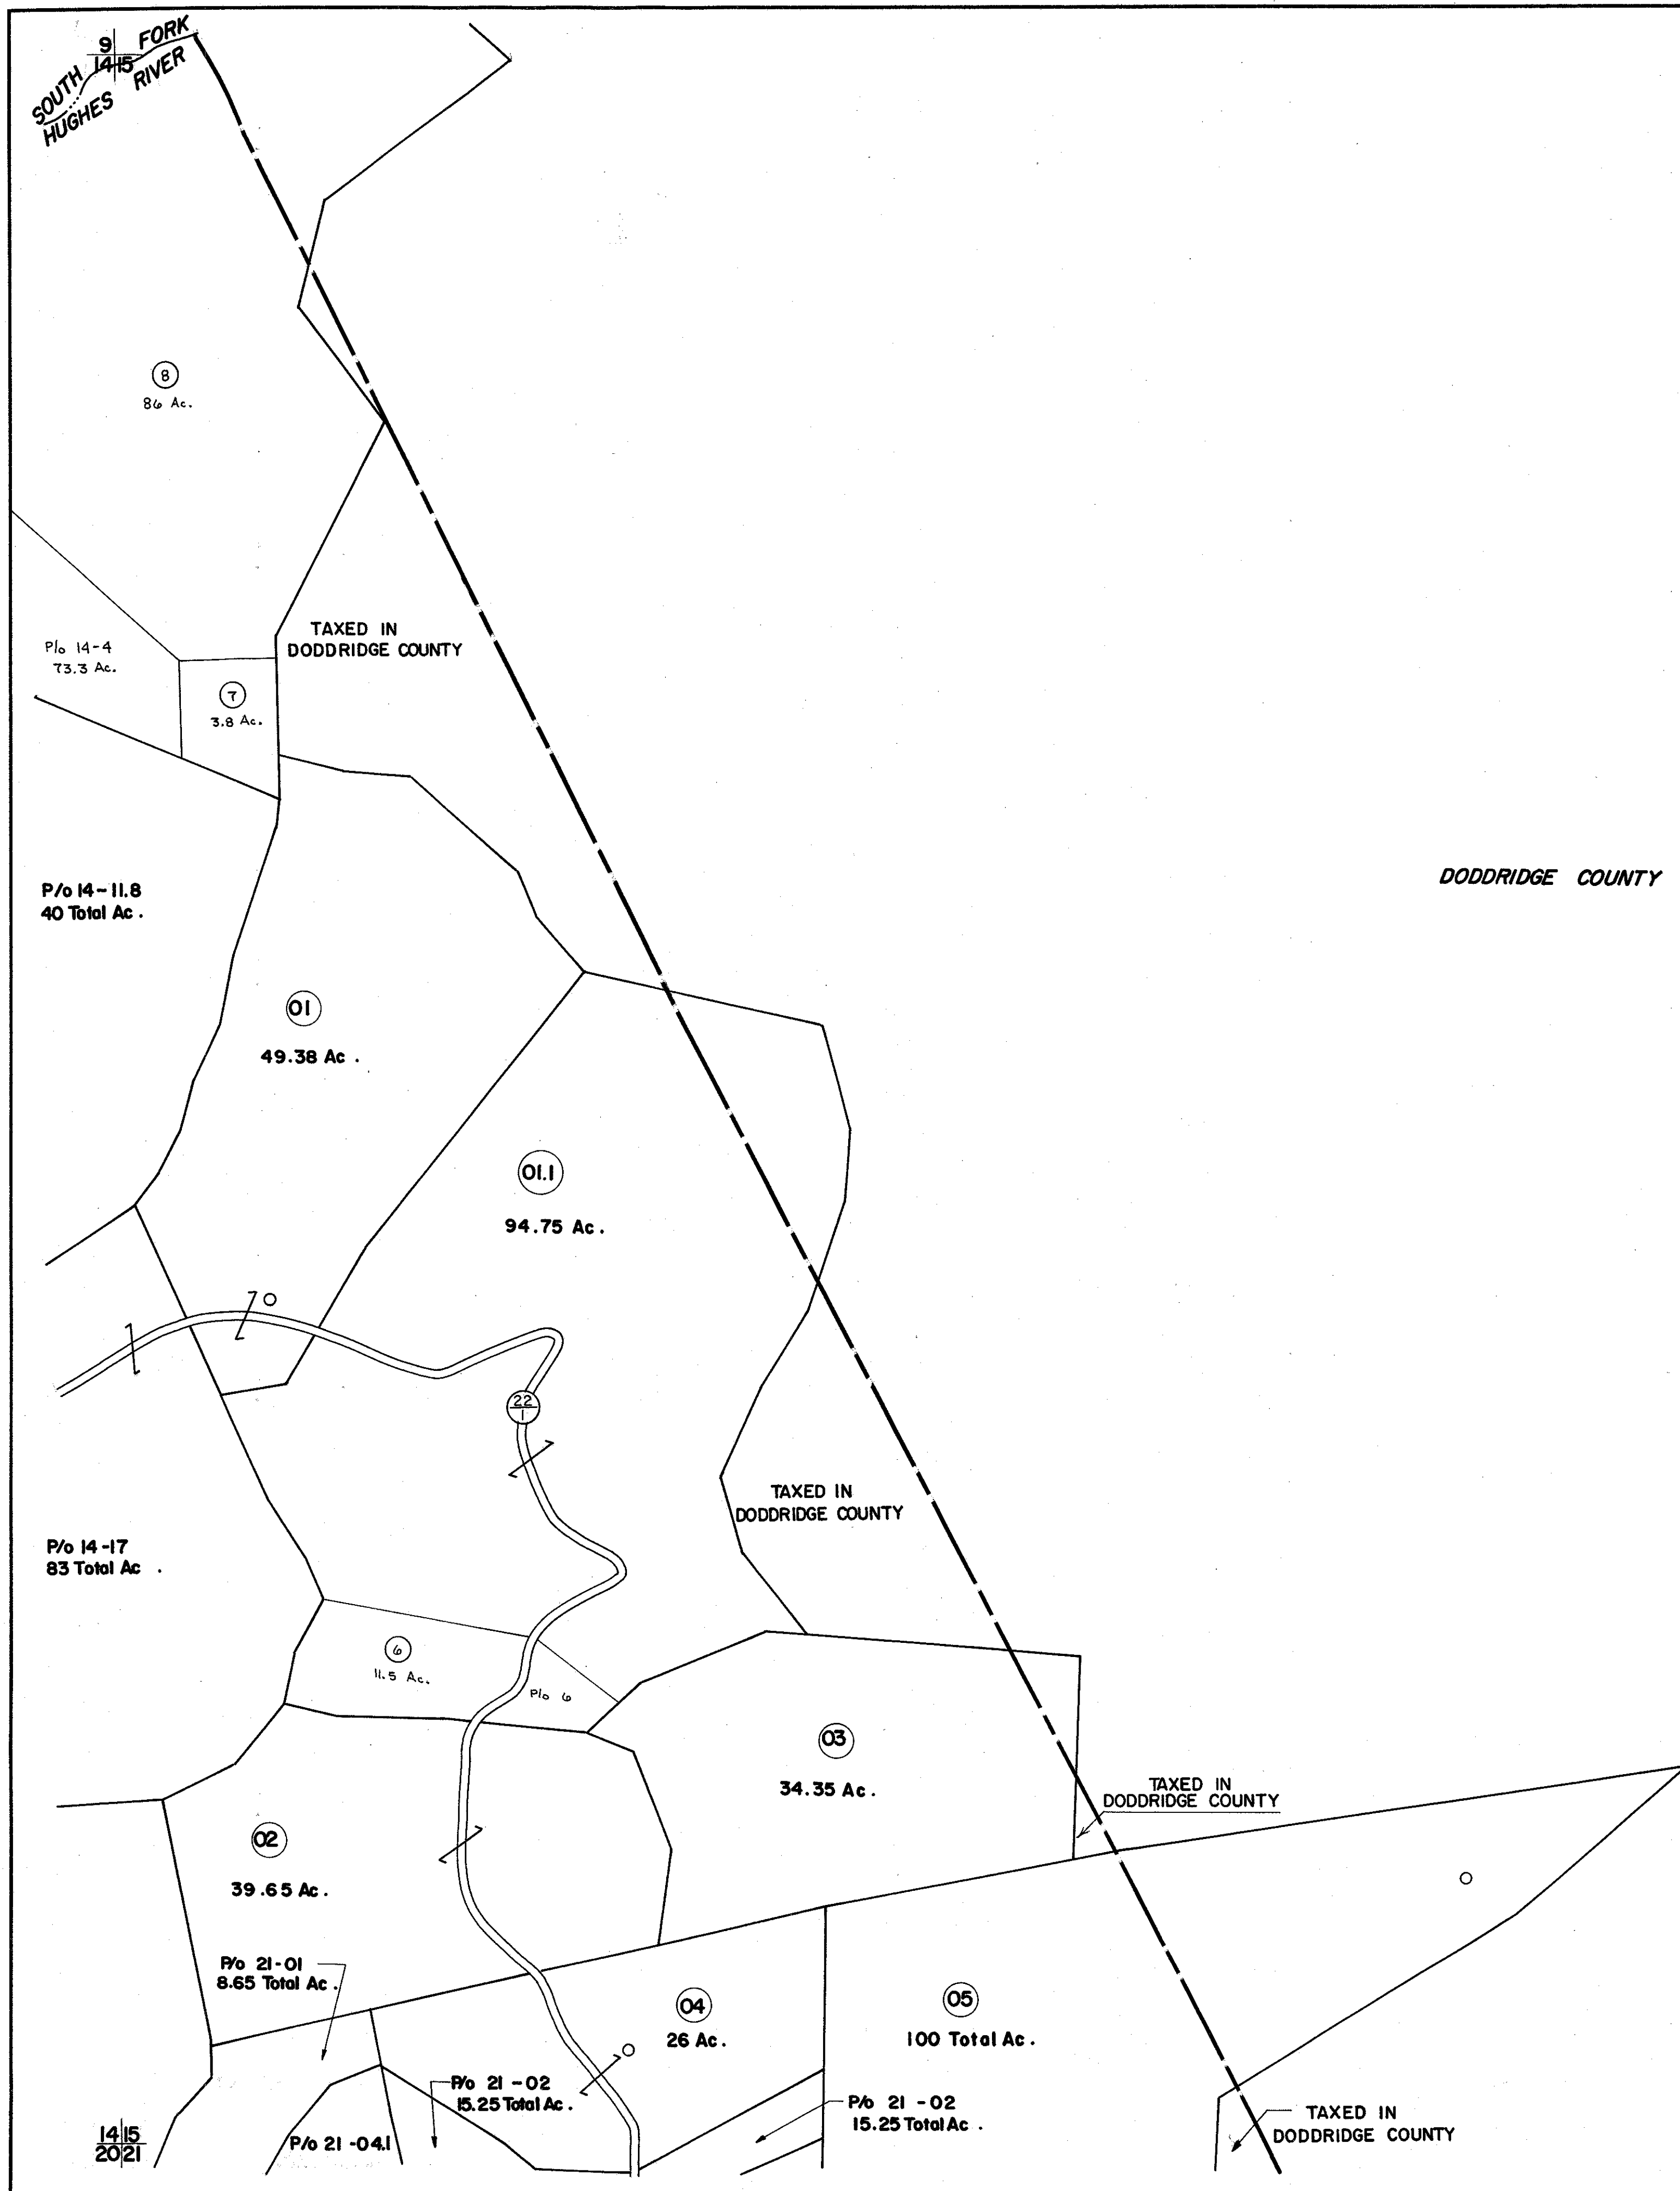 9
14 15
SOUTH FORK
HUGHES RIVER
8
86 Ac.
TAXED IN
DODDRIDGE COUNTY
P/o 14-4
73.3 Ac.
7
3.8 Ac.
P/o 14-11.8
40 Total Ac.
DODDRIDGE COUNTY
01
49.38 Ac.
01.1
94.75 Ac.
22
1
TAXED IN
DODDRIDGE COUNTY
P/o 14-17
83 Total Ac.
6
11.5 Ac.
P/o 6
03
34.35 Ac.
TAXED IN
DODDRIDGE COUNTY
02
39.65 Ac.
P/o 21-01
8.65 Total Ac.
04
26 Ac.
05
100 Total Ac.
P/o 21-02
15.25 Total Ac.
P/o 21-02
15.25 Total Ac.
P/o 21-04.1
TAXED IN
DODDRIDGE COUNTY
14 15
20 21